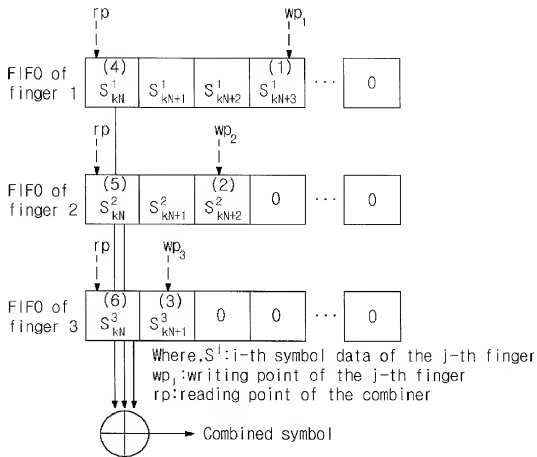 rp wp₁
FIFO of finger 1
(4) (1)
S¹kN S¹kN+1 S¹kN+2 S¹kN+3 ··· 0
rp wp₂
FIFO of finger 2
(5) (2)
S²kN S²kN+1 S²kN+2 0 ··· 0
rp wp₃
FIFO of finger 3
(6) (3)
S³kN S³kN+1 0 0 ··· 0
Where,Sʲ:i-th symbol data of the j-th finger
wpⱼ:writing point of the j-th finger
rp:reading point of the combiner
Combined symbol